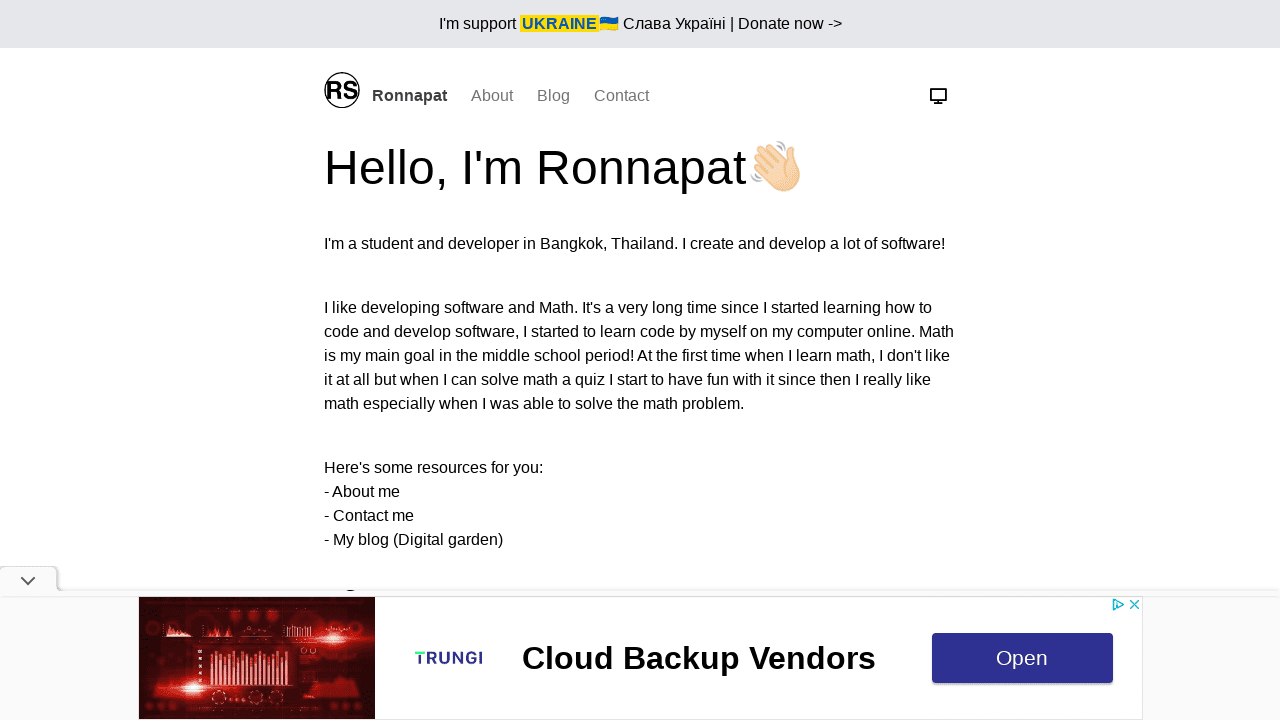 I'm support UKRAINE🇺🇦 Слава Україні | Donate now ->
RS Ronnapat About Blog Contact
Hello, I'm Ronnapat👋🏻
I'm a student and developer in Bangkok, Thailand. I create and develop a lot of software!
I like developing software and Math. It's a very long time since I started learning how to
code and develop software, I started to learn code by myself on my computer online. Math
is my main goal in the middle school period! At the first time when I learn math, I don't like
it at all but when I can solve math a quiz I start to have fun with it since then I really like
math especially when I was able to solve the math problem.
Here's some resources for you:
- About me
- Contact me
- My blog (Digital garden)
TRUNGI
Cloud Backup Vendors
Open